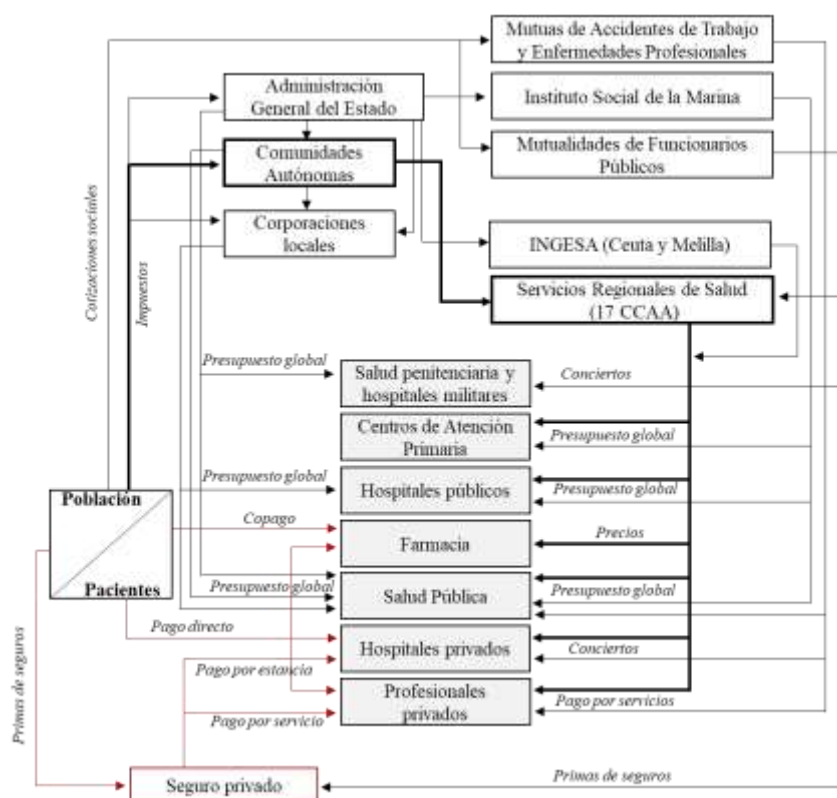 Mutuas de Accidentes de Trabajo
y Enfermedades Profesionales
Administración
General del Estado
Instituto Social de la Marina
Comunidades
Autónomas
Mutualidades de Funcionarios
Públicos
Corporaciones
locales
INGESA (Ceuta y Melilla)
Cotizaciones sociales
Impuestos
Servicios Regionales de Salud
(17 CCAA)
Presupuesto global
Salud penitenciaria y
hospitales militares
Conciertos
Centros de Atención
Primaria
Presupuesto global
Presupuesto global
Hospitales públicos
Presupuesto global
Población
Pacientes
Copago
Farmacia
Precios
Presupuesto global
Salud Pública
Presupuesto global
Pago directo
Hospitales privados
Conciertos
Pago por estancia
Profesionales
privados
Pago por servicios
Pago por servicio
Primas de seguros
Seguro privado
Primas de seguros